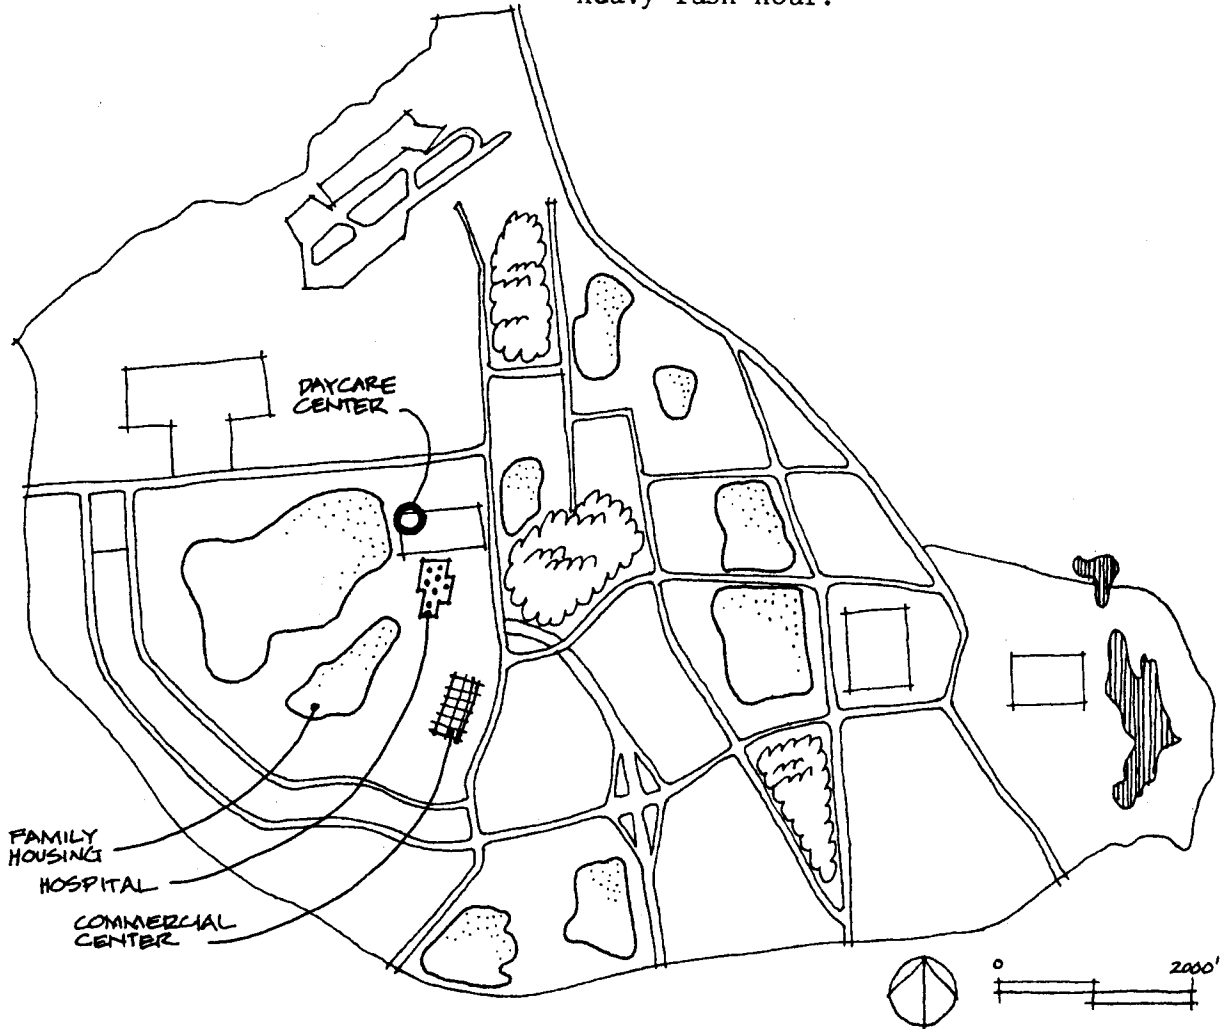 heavy rush hour.
DAYCARE
CENTER
FAMILY
HOUSING
HOSPITAL
COMMERCIAL
CENTER
0
2000'